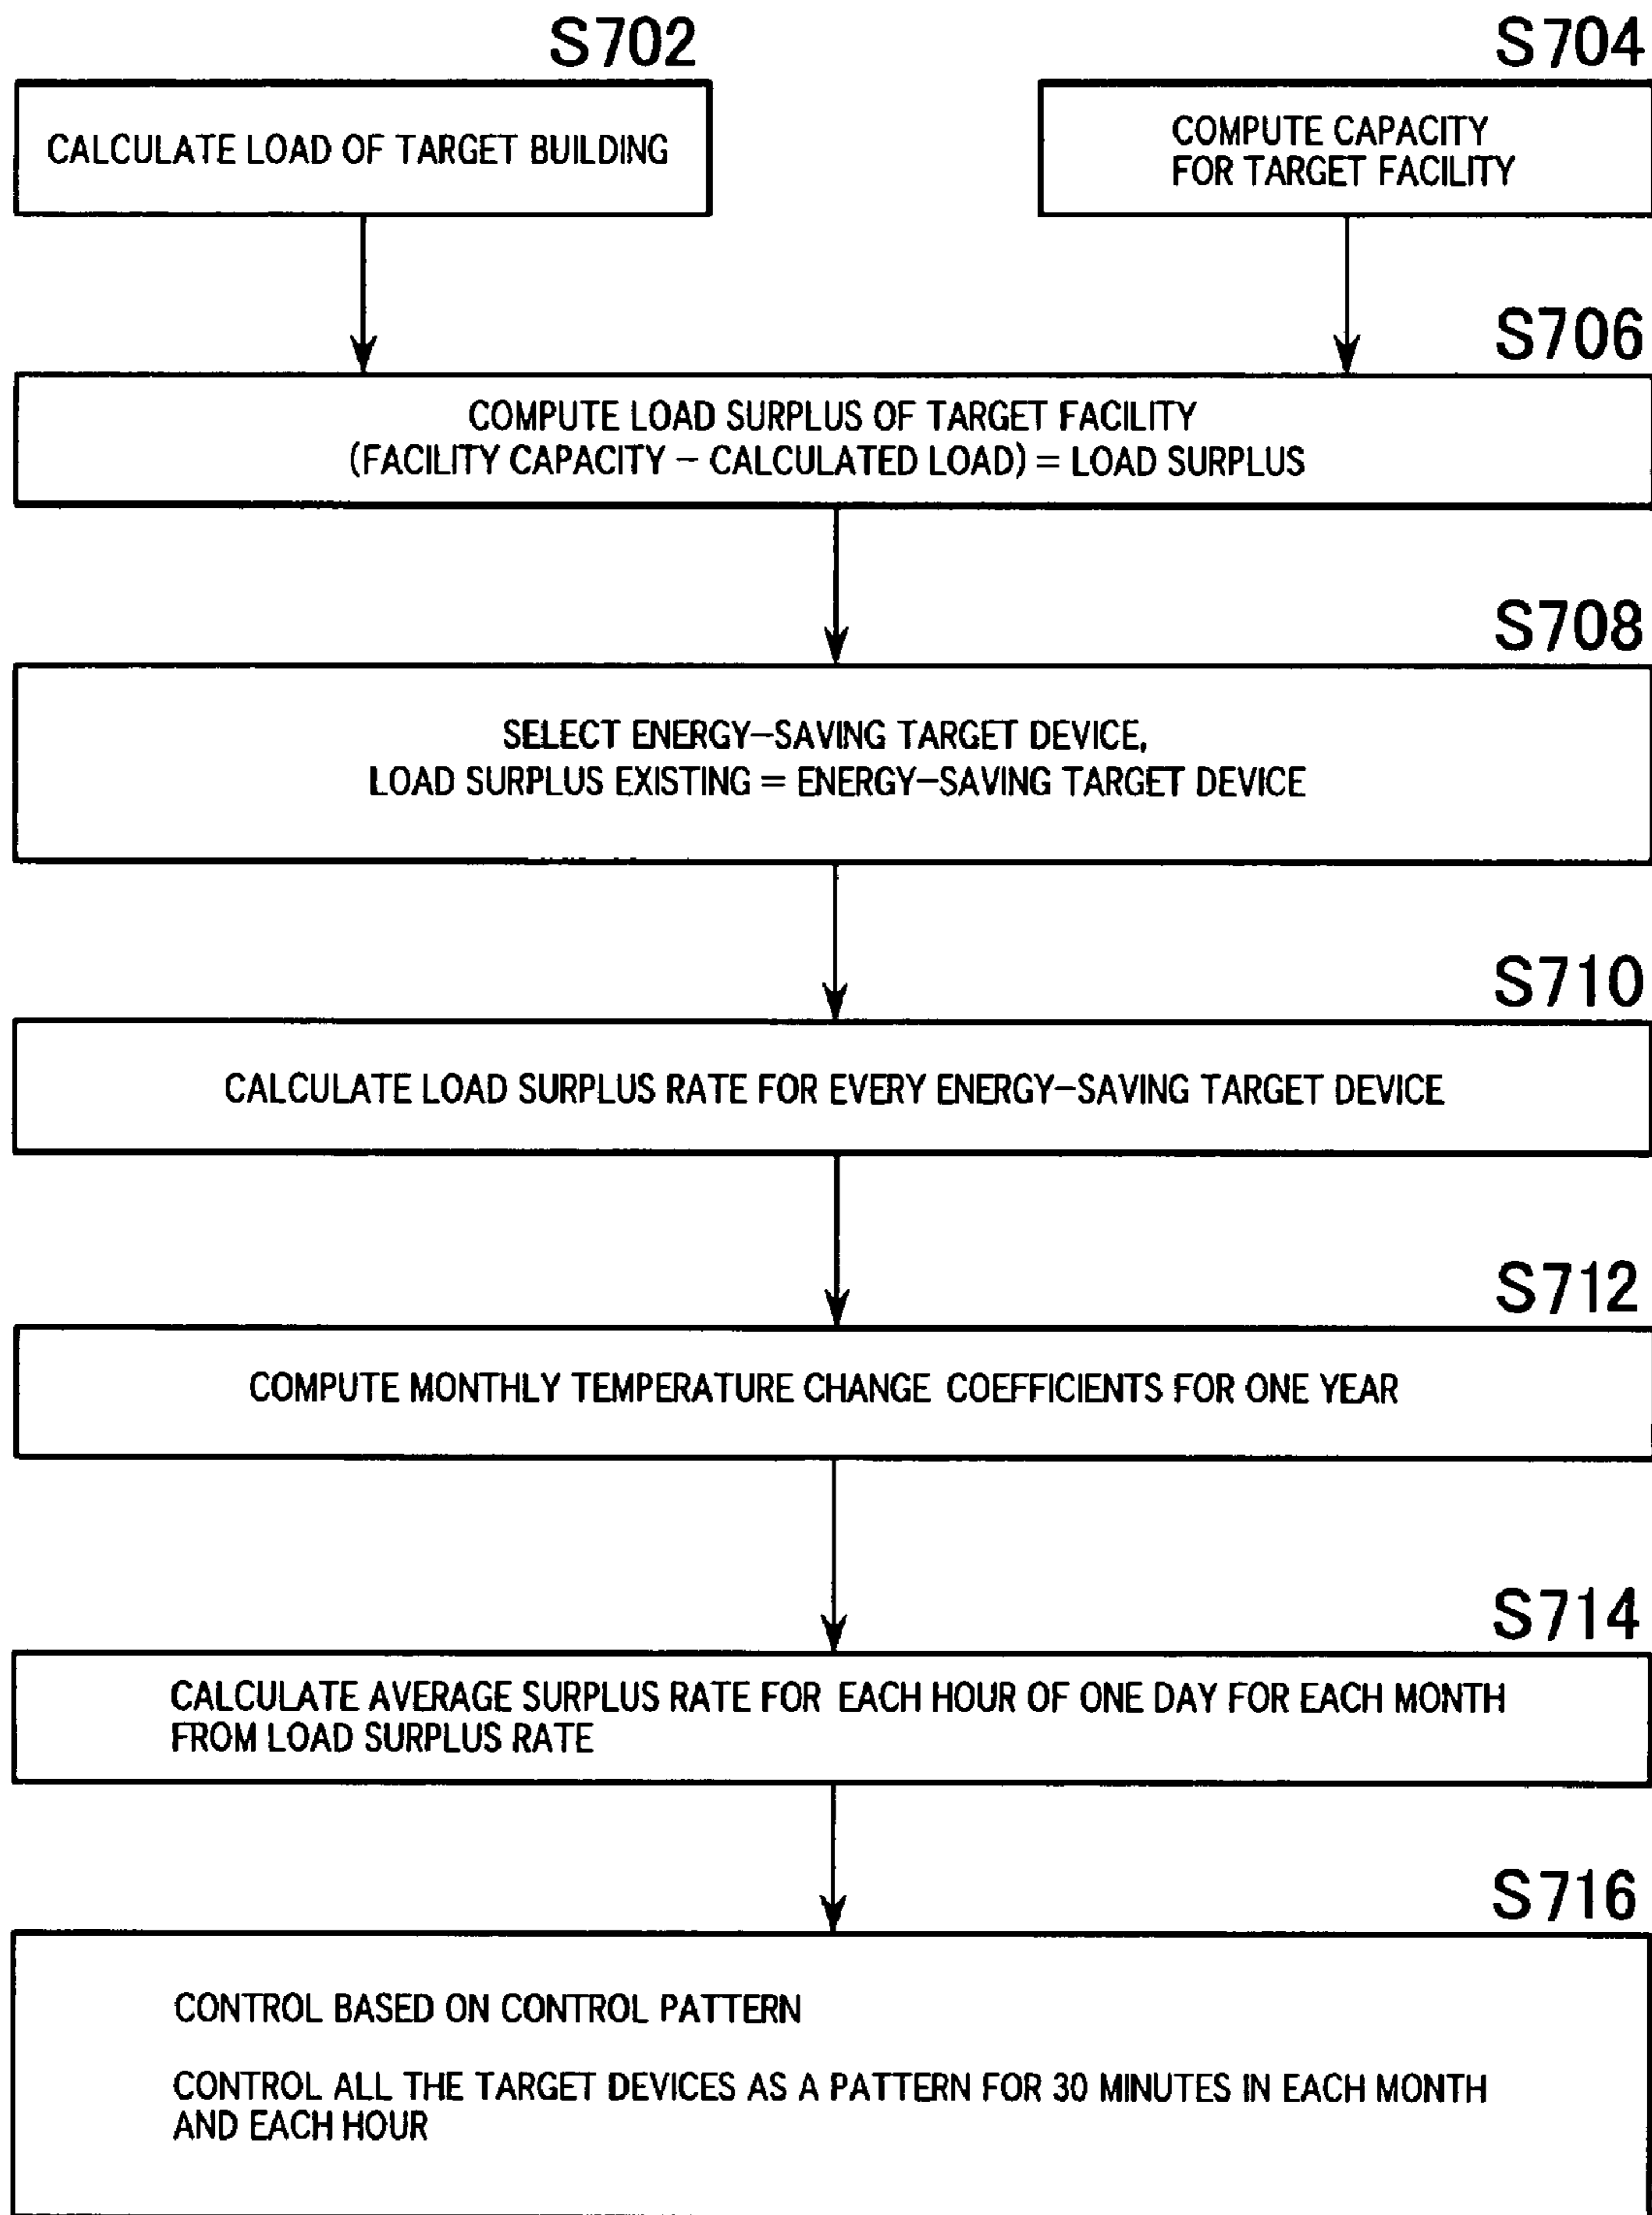 S702
CALCULATE LOAD OF TARGET BUILDING
S704
COMPUTE CAPACITY
FOR TARGET FACILITY
S706
COMPUTE LOAD SURPLUS OF TARGET FACILITY
(FACILITY CAPACITY – CALCULATED LOAD) = LOAD SURPLUS
S708
SELECT ENERGY–SAVING TARGET DEVICE,
LOAD SURPLUS EXISTING = ENERGY–SAVING TARGET DEVICE
S710
CALCULATE LOAD SURPLUS RATE FOR EVERY ENERGY–SAVING TARGET DEVICE
S712
COMPUTE MONTHLY TEMPERATURE CHANGE COEFFICIENTS FOR ONE YEAR
S714
CALCULATE AVERAGE SURPLUS RATE FOR EACH HOUR OF ONE DAY FOR EACH MONTH
FROM LOAD SURPLUS RATE
S716
CONTROL BASED ON CONTROL PATTERN
CONTROL ALL THE TARGET DEVICES AS A PATTERN FOR 30 MINUTES IN EACH MONTH
AND EACH HOUR